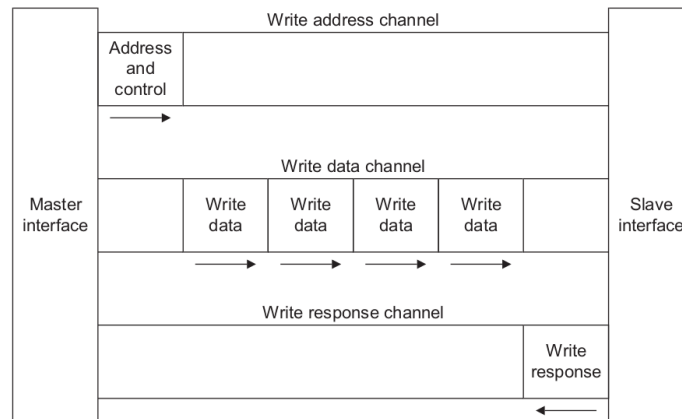 Write address channel
Address
and
control
Write data channel
Master
interface
Write
data
Write
data
Write
data
Write
data
Slave
interface
Write response channel
Write
response